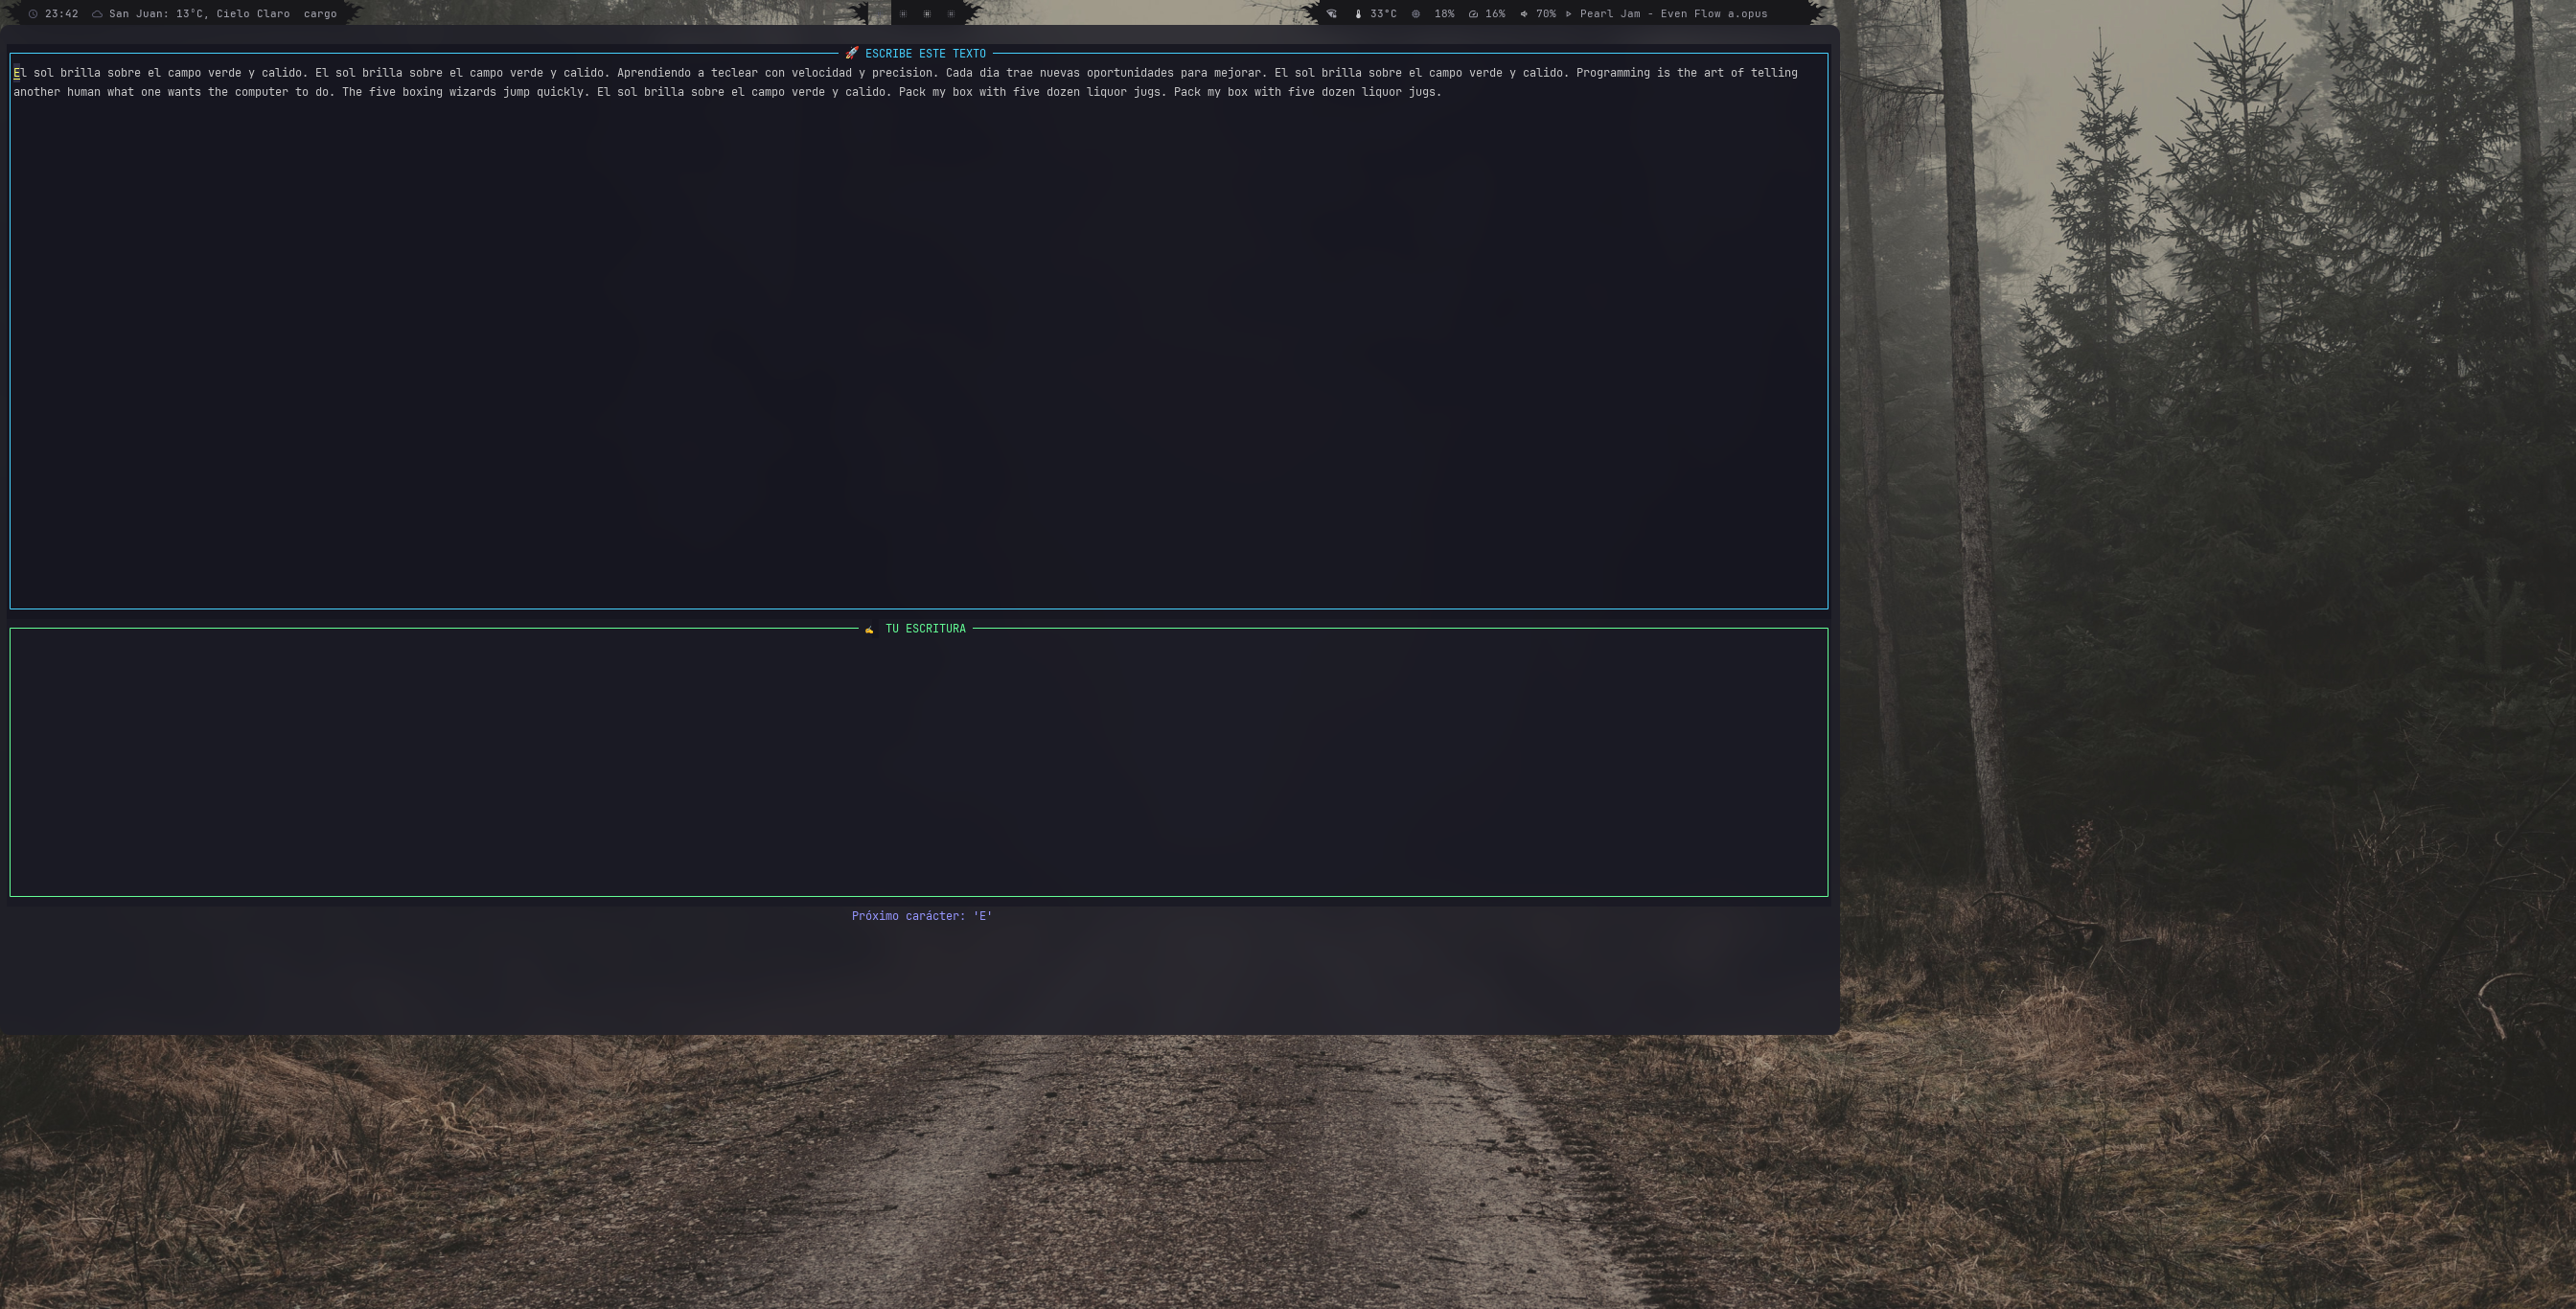 23:42 San Juan: 13°C, Cielo Claro cargo
33°C 18% 16% 70% Pearl Jam - Even Flow a.opus
ESCRIBE ESTE TEXTO
El sol brilla sobre el campo verde y calido. El sol brilla sobre el campo verde y calido. Aprendiendo a teclear con velocidad y precision. Cada dia trae nuevas oportunidades para mejorar. El sol brilla sobre el campo verde y calido. Programming is the art of telling
another human what one wants the computer to do. The five boxing wizards jump quickly. El sol brilla sobre el campo verde y calido. Pack my box with five dozen liquor jugs. Pack my box with five dozen liquor jugs.
TU ESCRITURA
Próximo carácter: 'E'